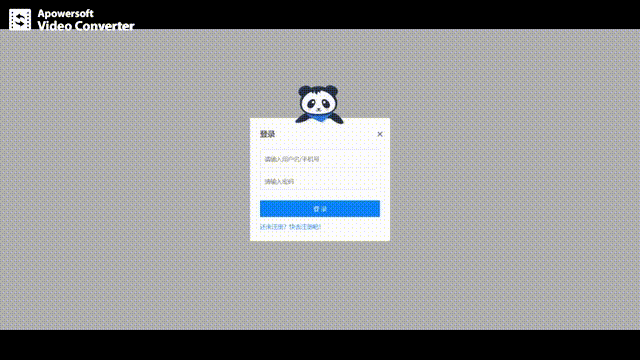 Apowersoft
Video Converter
登录
×
请输入用户名/手机号
请输入密码
登 录
还未注册？快去注册吧！